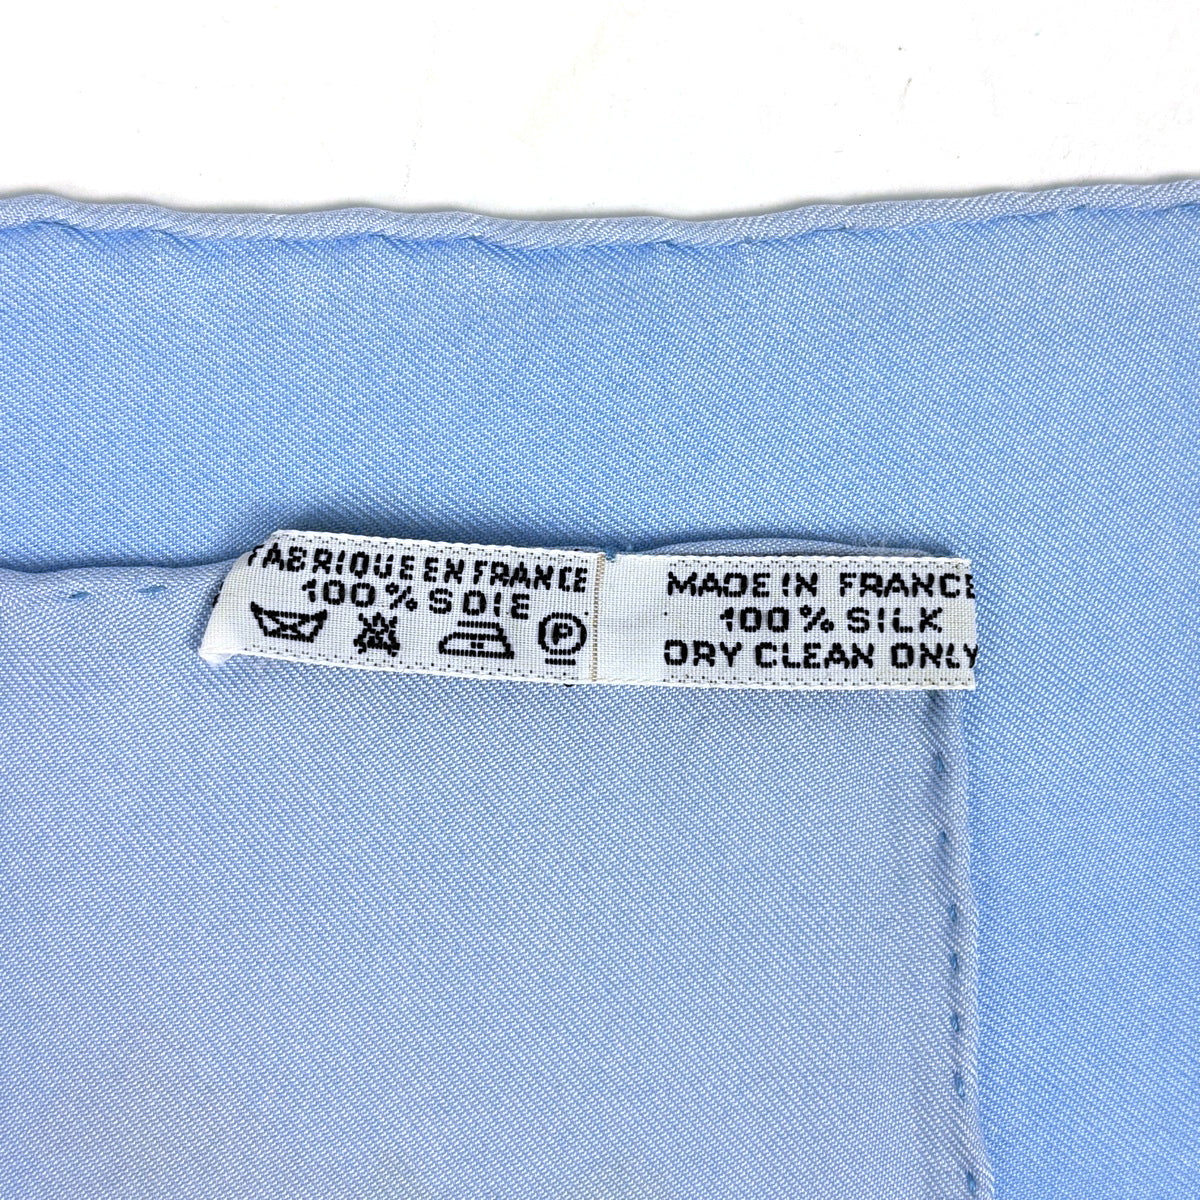 FABRIQUE EN FRANCE
100% SOIE
P
MADE IN FRANCE
100% SILK
DRY CLEAN ONLY